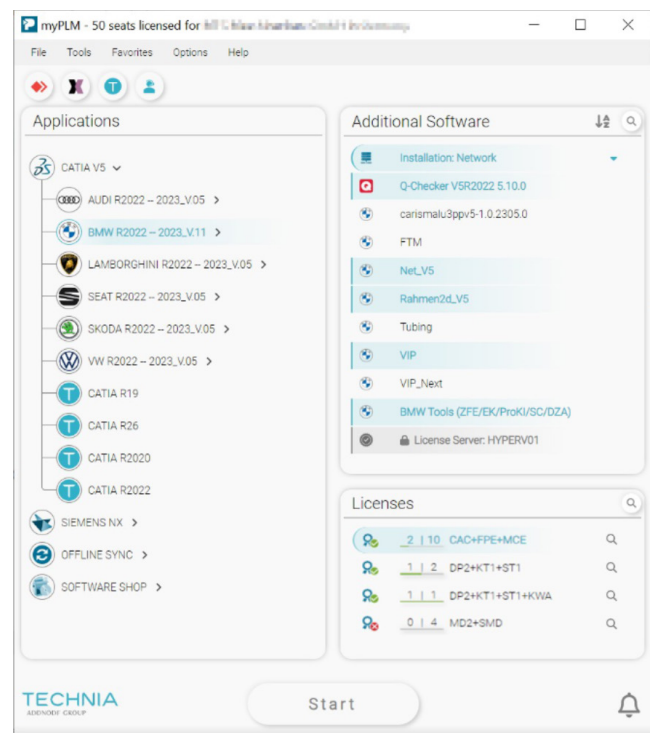 myPLM - 50 seats licensed for
File Tools Favorites Options Help
Applications
CATIA V5
AUDI R2022 – 2023_V.05
BMW R2022 – 2023_V.11
LAMBORGHINI R2022 – 2023_V.05
SEAT R2022 – 2023_V.05
SKODA R2022 – 2023_V.05
VW R2022 – 2023_V.05
T CATIA R19
T CATIA R26
T CATIA R2020
T CATIA R2022
SIEMENS NX
OFFLINE SYNC
SOFTWARE SHOP
Additional Software
Installation: Network
Q-Checker V5R2022 5.10.0
carismalu3ppv5-1.0.2305.0
FTM
Net_V5
Rahmen2d_V5
Tubing
VIP
VIP_Next
BMW Tools (ZFE/EK/ProKI/SC/DZA)
License Server: HYPERV01
Licenses
2 | 10 CAC+FPE+MCE
1 | 2 DP2+KT1+ST1
1 | 1 DP2+KT1+ST1+KWA
0 | 4 MD2+SMD
TECHNIA
ADDNODE GROUP
Start